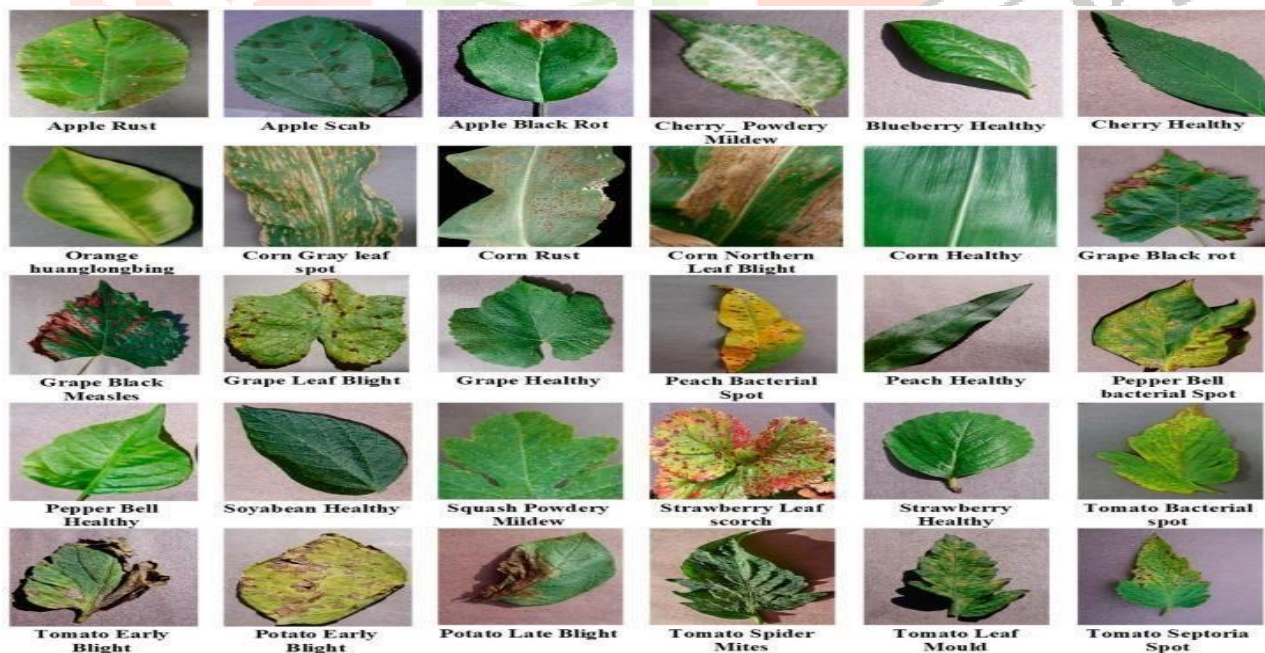 Apple Rust
Apple Scab
Apple Black Rot
Cherry_ Powdery
Mildew
Blueberry Healthy
Cherry Healthy
Orange
huanglongbing
Corn Gray leaf
spot
Corn Rust
Corn Northern
Leaf Blight
Corn Healthy
Grape Black rot
Grape Black
Measles
Grape Leaf Blight
Grape Healthy
Peach Bacterial
Spot
Peach Healthy
Pepper Bell
bacterial Spot
Pepper Bell
Healthy
Soyabean Healthy
Squash Powdery
Mildew
Strawberry Leaf
scorch
Strawberry
Healthy
Tomato Bacterial
spot
Tomato Early
Blight
Potato Early
Blight
Potato Late Blight
Tomato Spider
Mites
Tomato Leaf
Mould
Tomato Septoria
Spot